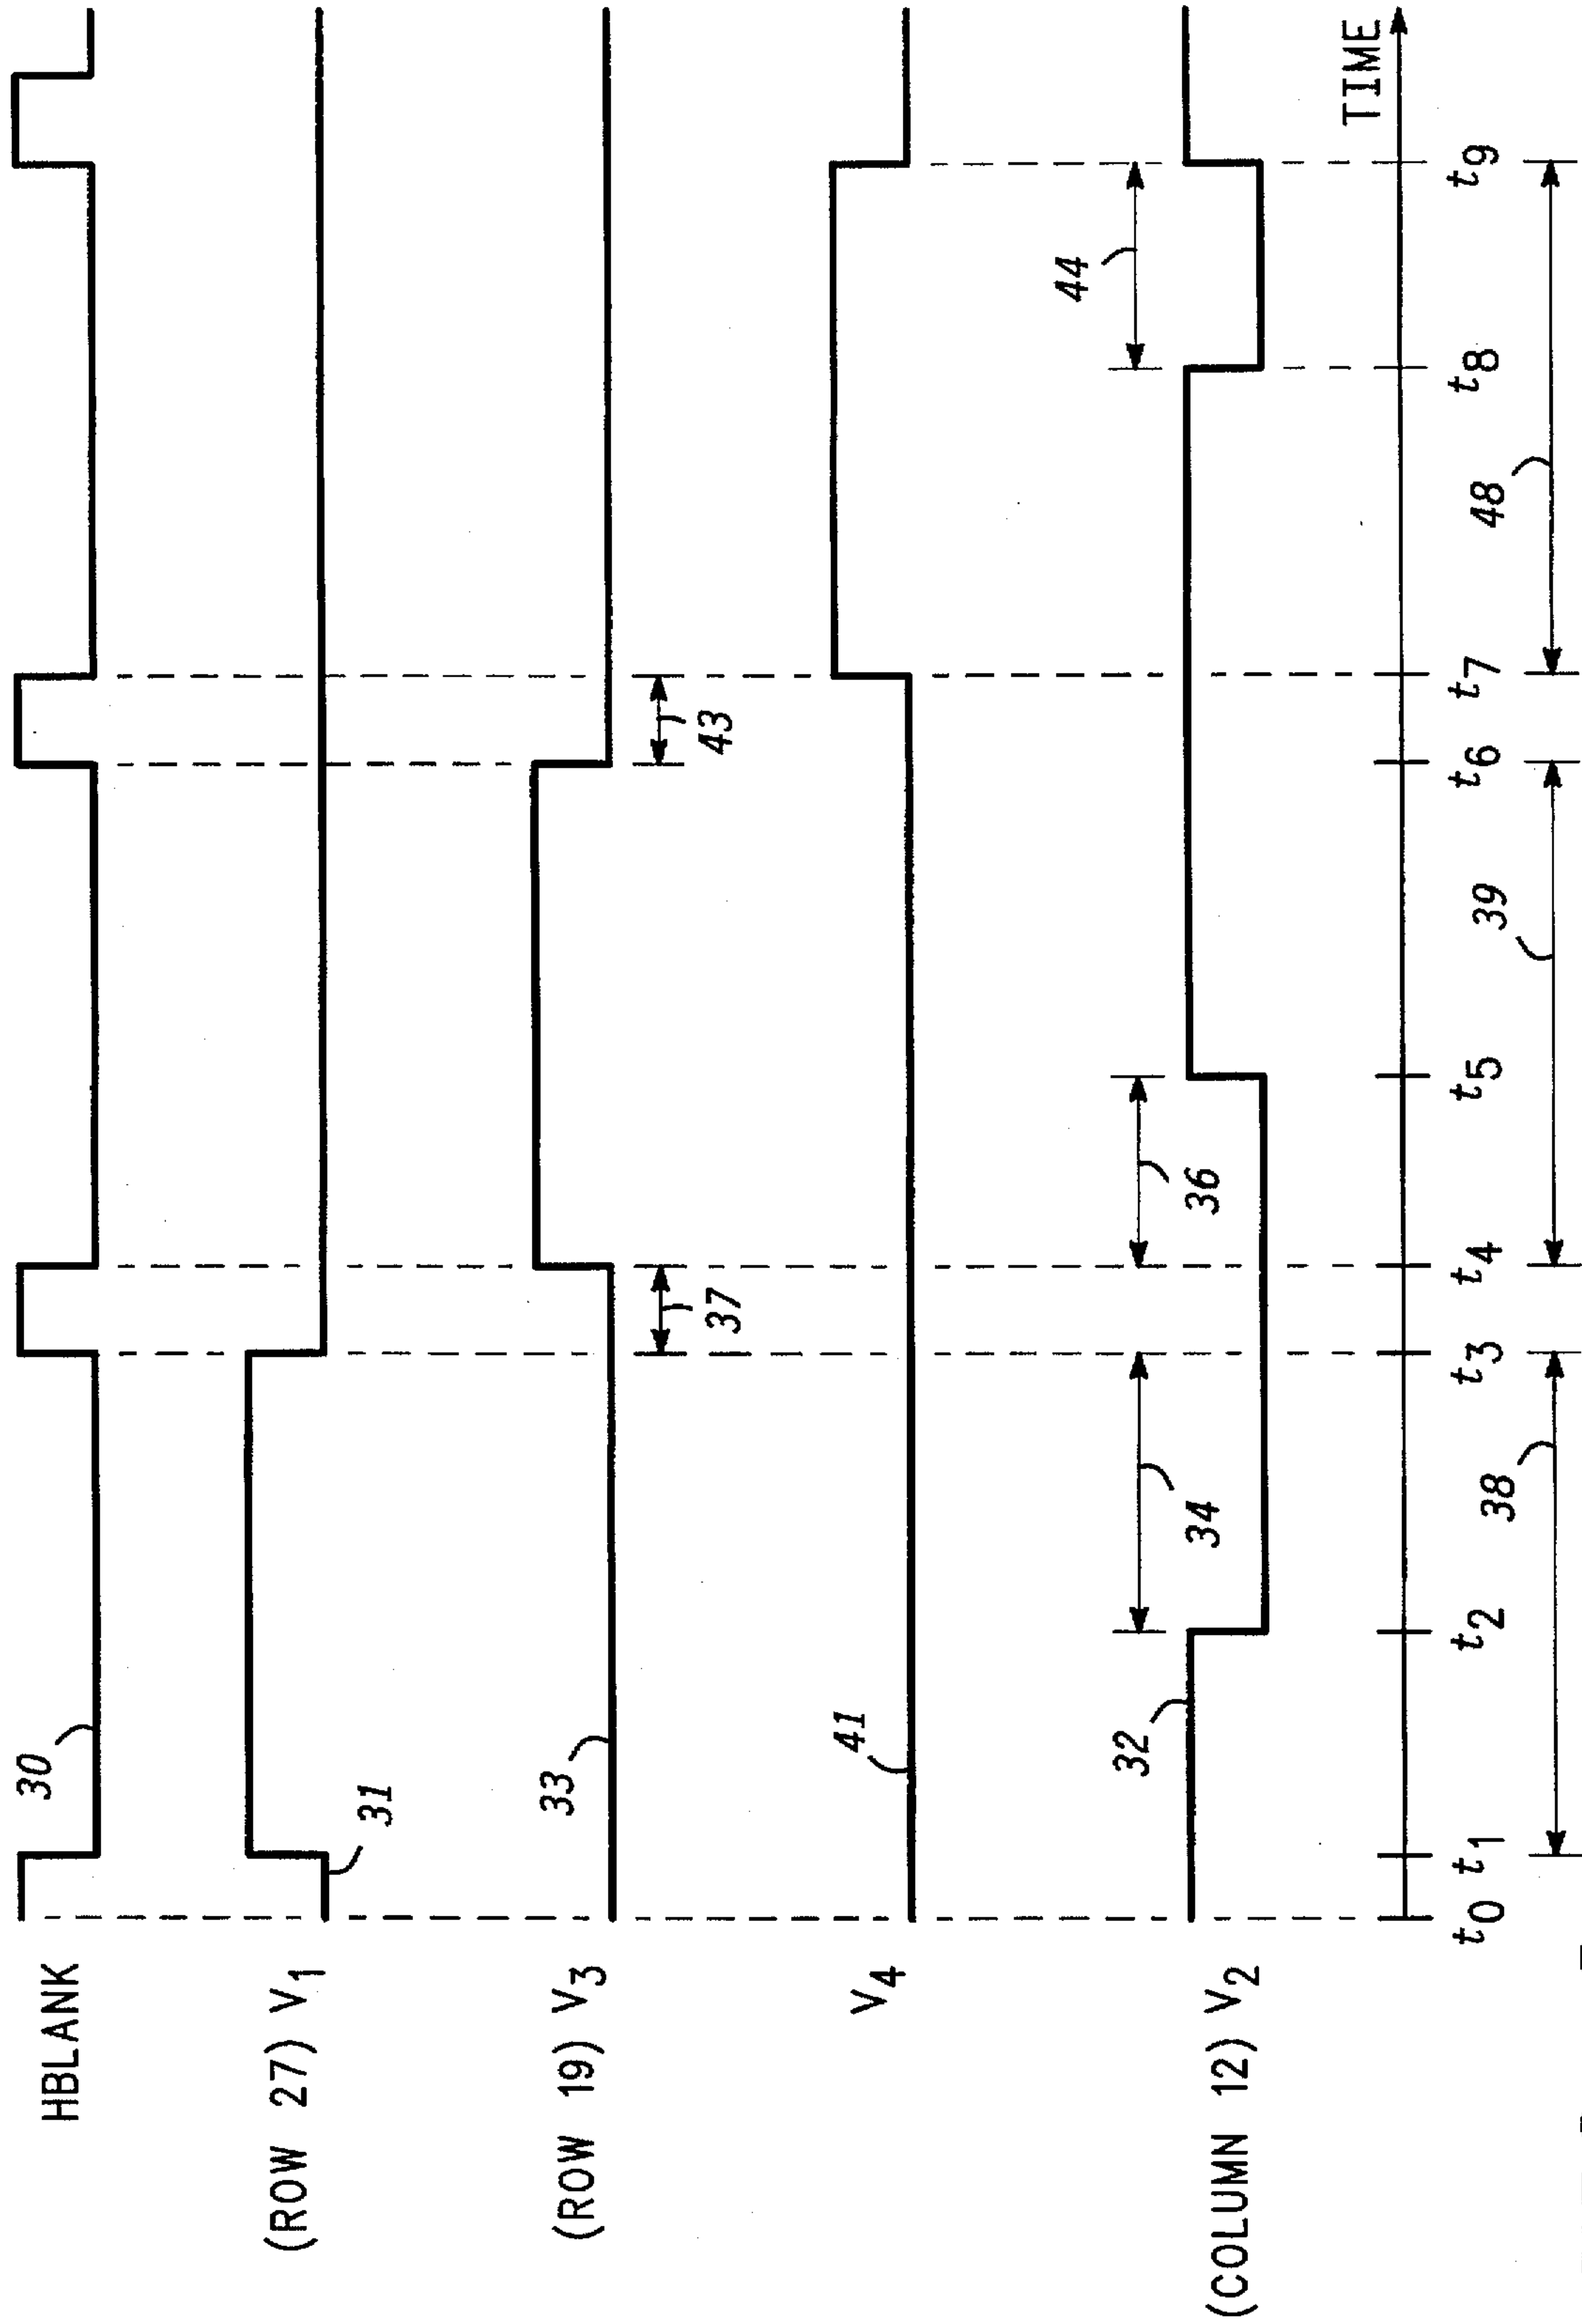 HBLANK
30
(ROW 27) V1
31
(ROW 19) V3
33
37
43
V4
41
(COLUMN 12) V2
32
34
36
44
TIME
t0 t1 t2 t3 t4 t5 t6 t7 t8 t9
38
39
48